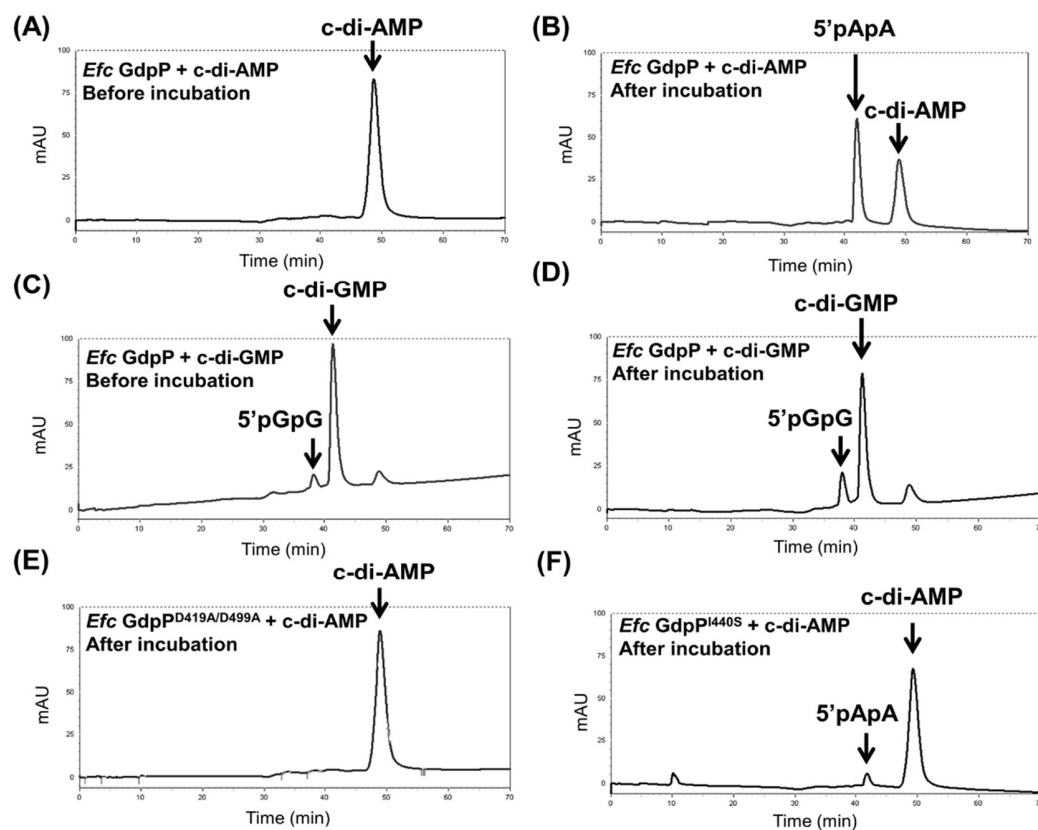 (A)
c-di-AMP
Efc GdpP + c-di-AMP
Before incubation
mAU
100
75
50
25
0
0 10 20 30 40 50 60 70
Time (min)
(B)
5'pApA
c-di-AMP
Efc GdpP + c-di-AMP
After incubation
mAU
100
75
50
25
0
0 10 20 30 40 50 60 70
Time (min)
(C)
c-di-GMP
Efc GdpP + c-di-GMP
Before incubation
5'pGpG
mAU
100
75
50
25
0
0 10 20 30 40 50 60 70
Time (min)
(D)
c-di-GMP
Efc GdpP + c-di-GMP
After incubation
5'pGpG
mAU
100
75
50
25
0
0 10 20 30 40 50 60 70
Time (min)
(E)
c-di-AMP
Efc GdpPD419A/D499A + c-di-AMP
After incubation
mAU
100
75
50
25
0
0 10 20 30 40 50 60 70
Time (min)
(F)
c-di-AMP
Efc GdpPI440S + c-di-AMP
After incubation
5'pApA
mAU
100
75
50
25
0
0 10 20 30 40 50 60 70
Time (min)